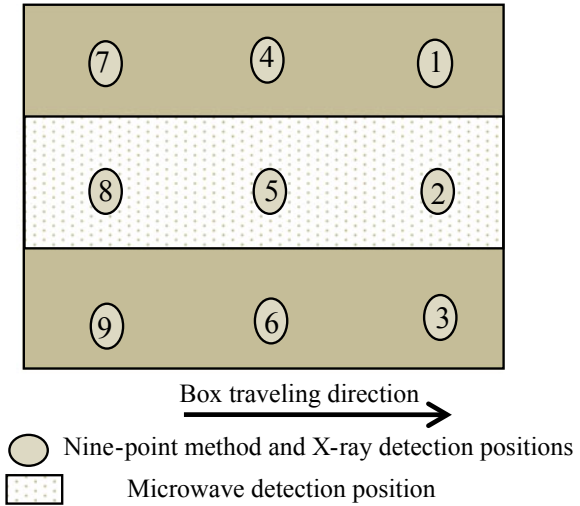 7 4 1
8 5 2
9 6 3
Box traveling direction
Nine-point method and X-ray detection positions
Microwave detection position